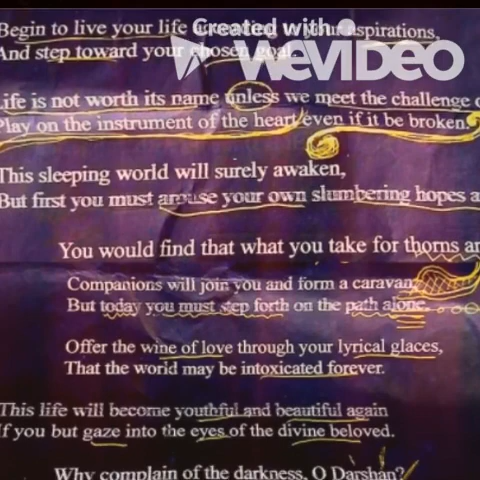 Created with
WeVideo
Begin to live your life your aspirations,
And step toward your chosen goal.
Life is not worth its name unless we meet the challenge
Play on the instrument of the heart even if it be broken.
This sleeping world will surely awaken,
But first you must arouse your own slumbering hopes
You would find that what you take for thorns
Companions will join you and form a caravan,
But today you must step forth on the path alone.
Offer the wine of love through your lyrical glaces,
That the world may be intoxicated forever.
This life will become youthful and beautiful again
If you but gaze into the eyes of the divine beloved.
Why complain of the darkness, O Darshan?